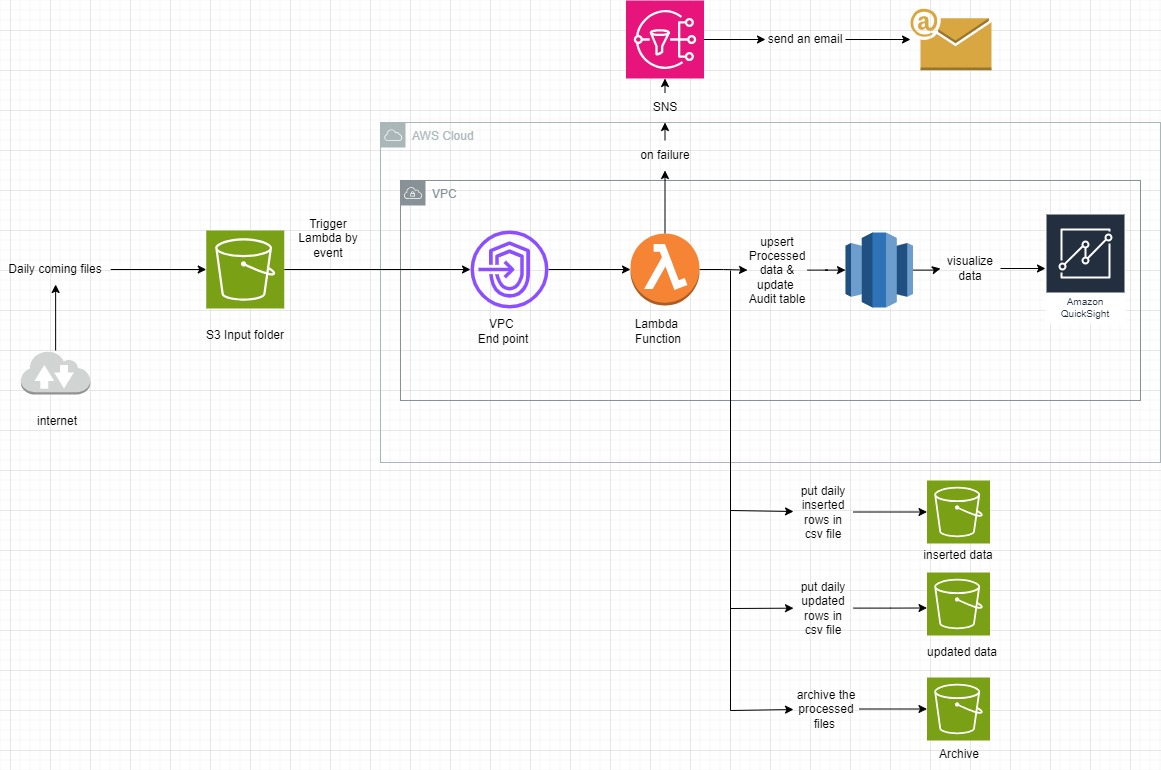 send an email
@
SNS
AWS Cloud
on failure
VPC
Trigger
Lambda by
event
Daily coming files
S3 Input folder
internet
VPC
End point
λ
Lambda
Function
upsert
Processed
data &
update
Audit table
visualize
data
Amazon
QuickSight
put daily
inserted
rows in
csv file
inserted data
put daily
updated
rows in
csv file
updated data
archive the
processed
files
Archive